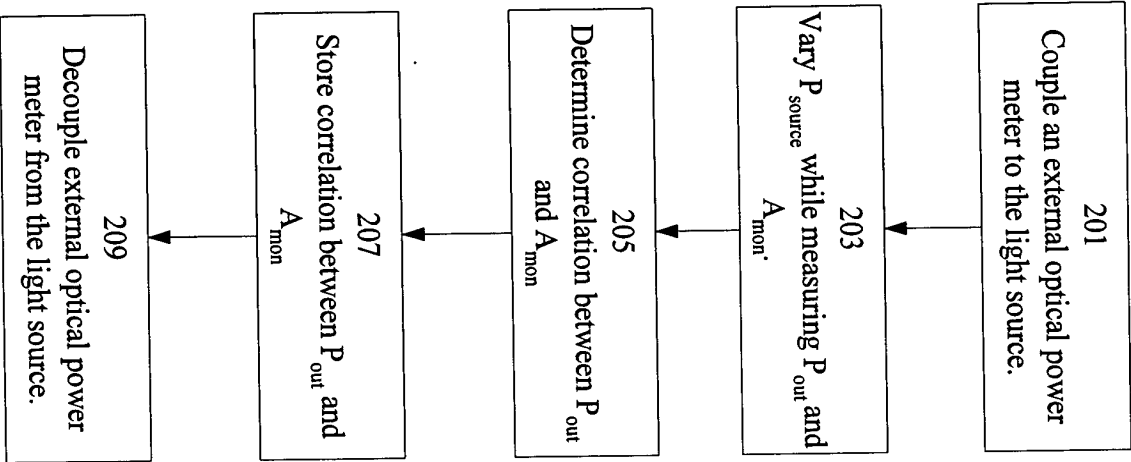 201
Couple an external optical power
meter to the light source.
203
Vary P_source while measuring P_out and
A_mon.
205
Determine correlation between P_out
and A_mon
207
Store correlation between P_out and
A_mon
209
Decouple external optical power
meter from the light source.